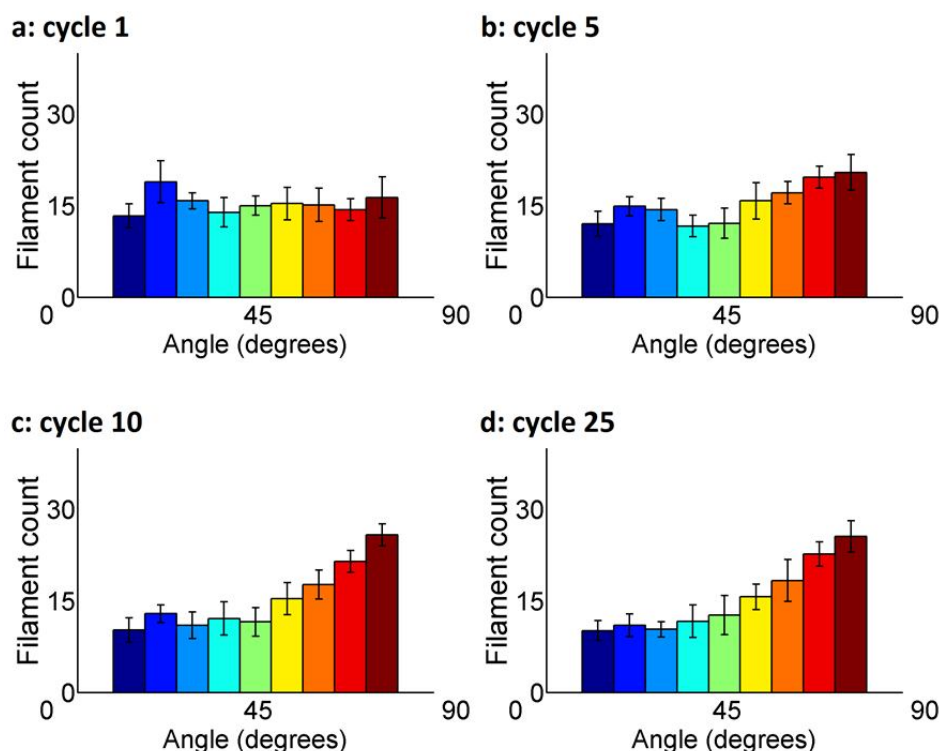 a: cycle 1
Filament count
30
15
0
0 45 90
Angle (degrees)
b: cycle 5
Filament count
30
15
0
0 45 90
Angle (degrees)
c: cycle 10
Filament count
30
15
0
0 45 90
Angle (degrees)
d: cycle 25
Filament count
30
15
0
0 45 90
Angle (degrees)